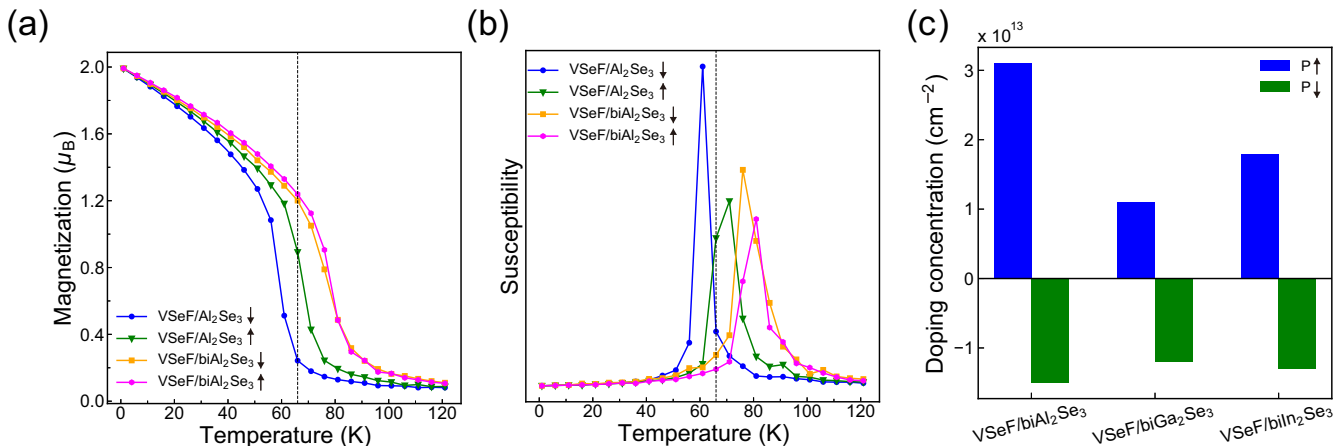 (a)
Magnetization (μB)
2.0
1.6
1.2
0.8
0.4
0.0
VSeF/Al₂Se₃ ↓
VSeF/Al₂Se₃ ↑
VSeF/biAl₂Se₃ ↓
VSeF/biAl₂Se₃ ↑
0 20 40 60 80 100 120
Temperature (K)
(b)
Susceptibility
VSeF/Al₂Se₃ ↓
VSeF/Al₂Se₃ ↑
VSeF/biAl₂Se₃ ↓
VSeF/biAl₂Se₃ ↑
0 20 40 60 80 100 120
Temperature (K)
(c)
x 10¹³
Doping concentration (cm⁻²)
3
2
1
0
−1
P↑
P↓
VSeF/biAl₂Se₃
VSeF/biGa₂Se₃
VSeF/biIn₂Se₃